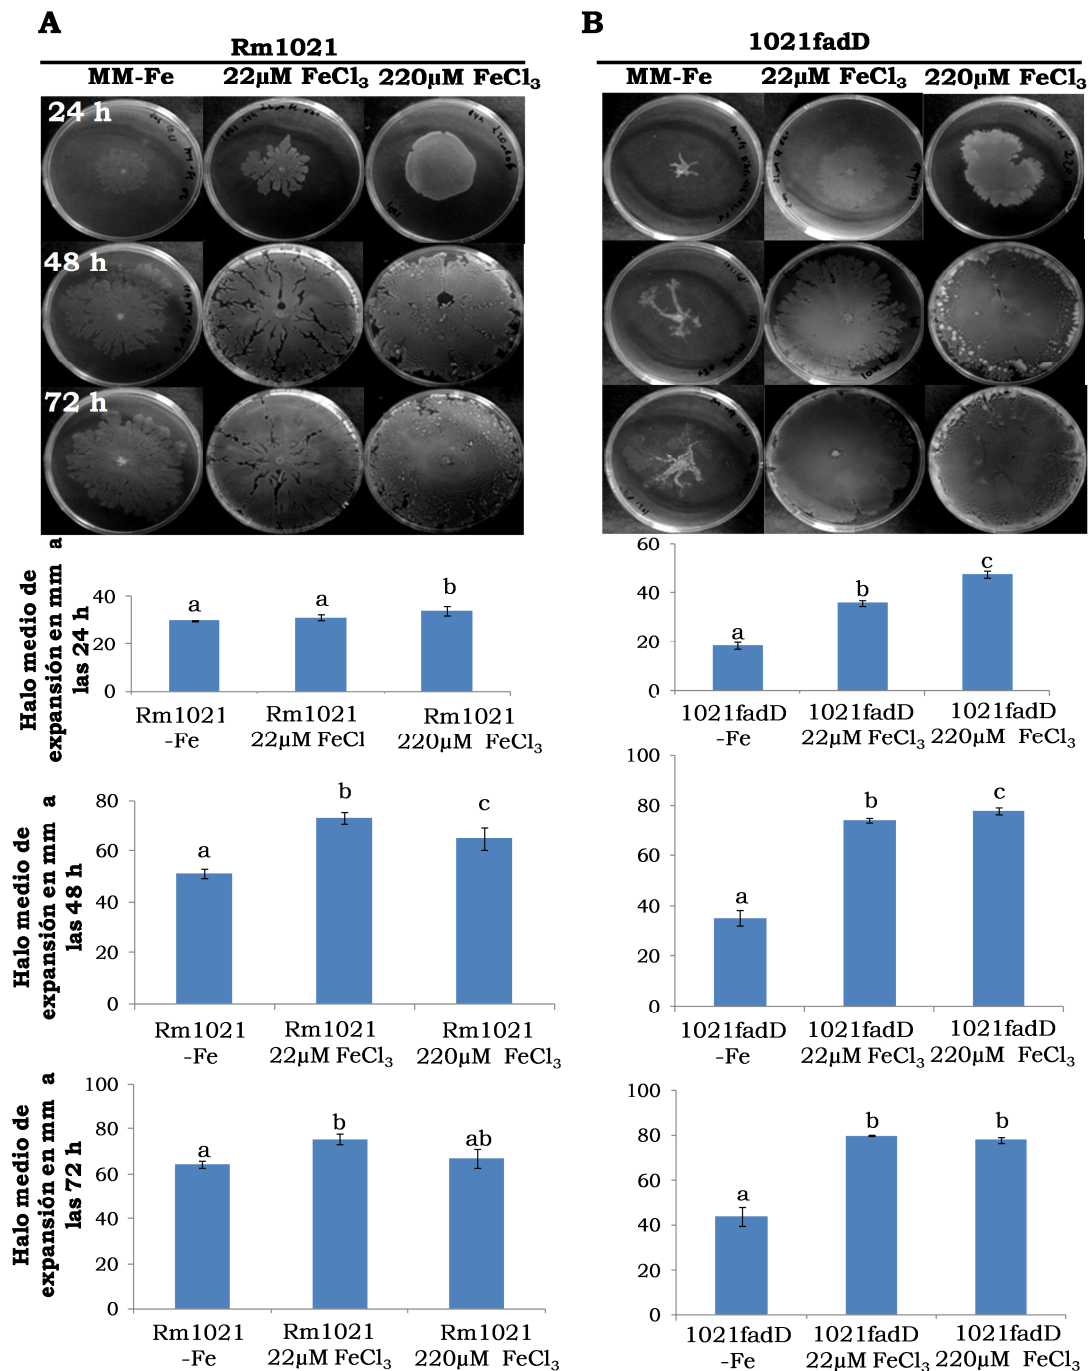 A
Rm1021
MM-Fe 22µM FeCl3 220µM FeCl3
24 h
48 h
72 h
B
1021fadD
MM-Fe 22µM FeCl3 220µM FeCl3
Halo medio de
expansión en mm a
las 24 h
40
20
0
a
a
b
Rm1021
-Fe
Rm1021
22µM FeCl
Rm1021
220µM FeCl3
60
40
20
0
a
b
c
1021fadD
-Fe
1021fadD
22µM FeCl3
1021fadD
220µM FeCl3
Halo medio de
expansión en mm a
las 48 h
80
60
40
20
0
a
b
c
Rm1021
-Fe
Rm1021
22µM FeCl3
Rm1021
220µM FeCl3
100
80
60
40
20
0
a
b
c
1021fadD
-Fe
1021fadD
22µM FeCl3
1021fadD
220µM FeCl3
Halo medio de
expansión en mm a
las 72 h
100
80
60
40
20
0
a
b
ab
Rm1021
-Fe
Rm1021
22µM FeCl3
Rm1021
220µM FeCl3
100
80
60
40
20
0
a
b
b
1021fadD
-Fe
1021fadD
22µM FeCl3
1021fadD
220µM FeCl3